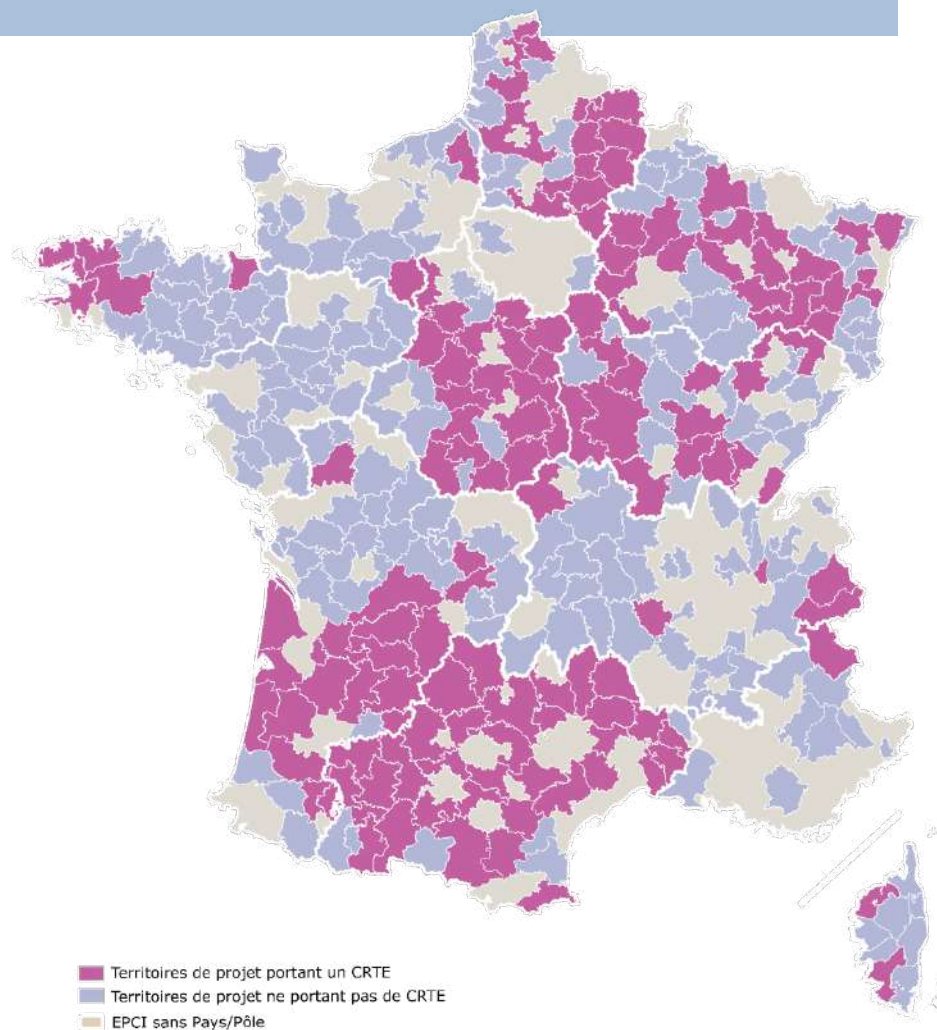 Territoires de projet portant un CRTE
Territoires de projet ne portant pas de CRTE
EPCI sans Pays/Pôle